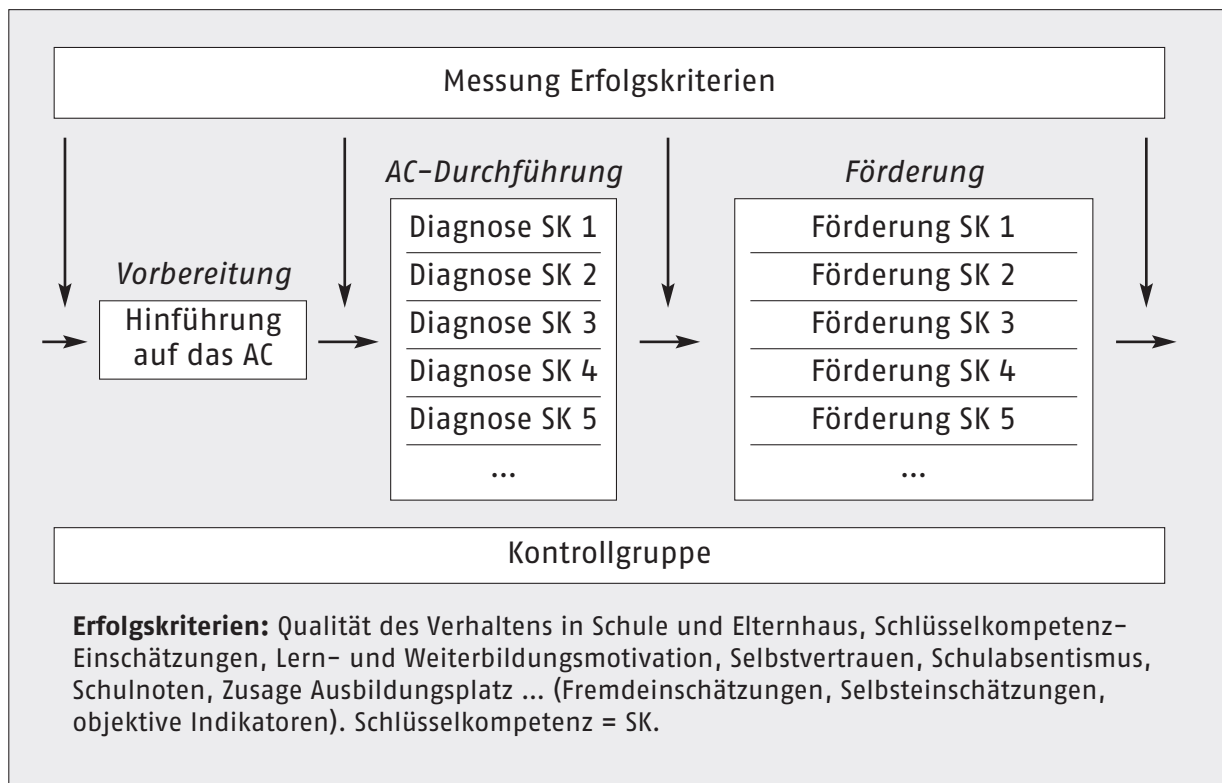 Messung Erfolgskriterien
Vorbereitung
Hinführung
auf das AC
AC-Durchführung
Diagnose SK 1
Diagnose SK 2
Diagnose SK 3
Diagnose SK 4
Diagnose SK 5
...
Förderung
Förderung SK 1
Förderung SK 2
Förderung SK 3
Förderung SK 4
Förderung SK 5
...
Kontrollgruppe
Erfolgskriterien: Qualität des Verhaltens in Schule und Elternhaus, Schlüsselkompetenz-
Einschätzungen, Lern- und Weiterbildungsmotivation, Selbstvertrauen, Schulabsentismus,
Schulnoten, Zusage Ausbildungsplatz ... (Fremdeinschätzungen, Selbsteinschätzungen,
objektive Indikatoren). Schlüsselkompetenz = SK.